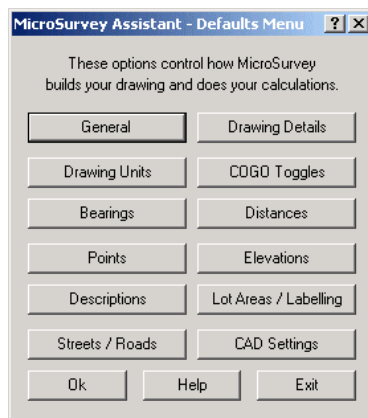 MicroSurvey Assistant - Defaults Menu ? X
These options control how MicroSurvey
builds your drawing and does your calculations.
General Drawing Details
Drawing Units COGO Toggles
Bearings Distances
Points Elevations
Descriptions Lot Areas / Labelling
Streets / Roads CAD Settings
Ok Help Exit